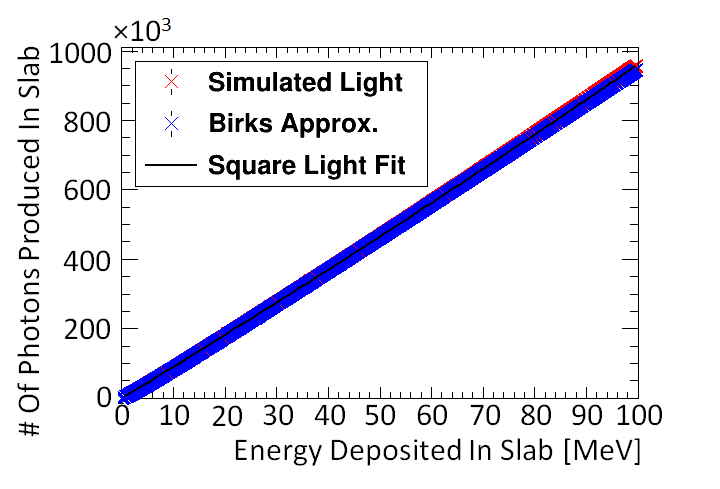 ×10³
# Of Photons Produced In Slab
1000
800
600
400
200
0
Simulated Light
Birks Approx.
Square Light Fit
0 10 20 30 40 50 60 70 80 90 100
Energy Deposited In Slab [MeV]